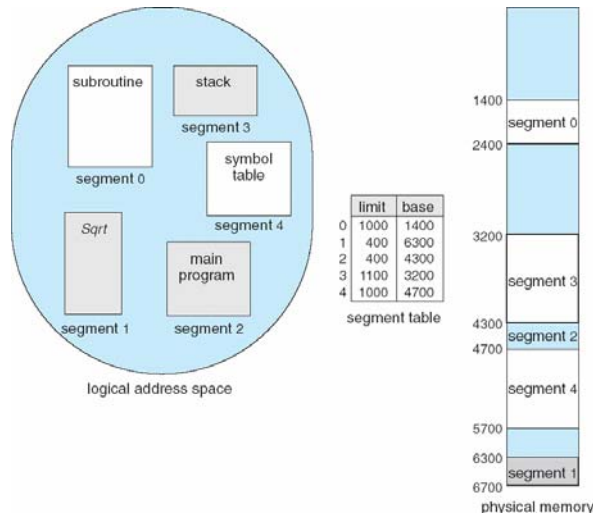 subroutine
segment 0
stack
segment 3
symbol
table
segment 4
Sqrt
segment 1
main
program
segment 2
logical address space
limit base
0 1000 1400
1 400 6300
2 400 4300
3 1100 3200
4 1000 4700
segment table
1400
segment 0
2400
3200
segment 3
4300
segment 2
4700
segment 4
5700
6300
segment 1
6700
physical memory